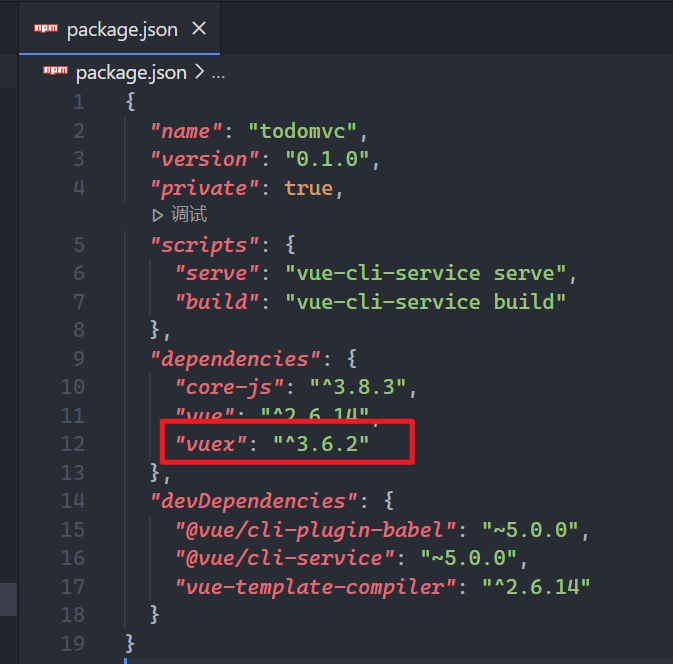 npm package.json ×
npm package.json > ...
1 {
2 "name": "todomvc",
3 "version": "0.1.0",
4 "private": true,
调试
5 "scripts": {
6 "serve": "vue-cli-service serve",
7 "build": "vue-cli-service build"
8 },
9 "dependencies": {
10 "core-js": "^3.8.3",
11 "vue": "^2.6.14",
12 "vuex": "^3.6.2"
13 },
14 "devDependencies": {
15 "@vue/cli-plugin-babel": "~5.0.0",
16 "@vue/cli-service": "~5.0.0",
17 "vue-template-compiler": "^2.6.14"
18 }
19 }